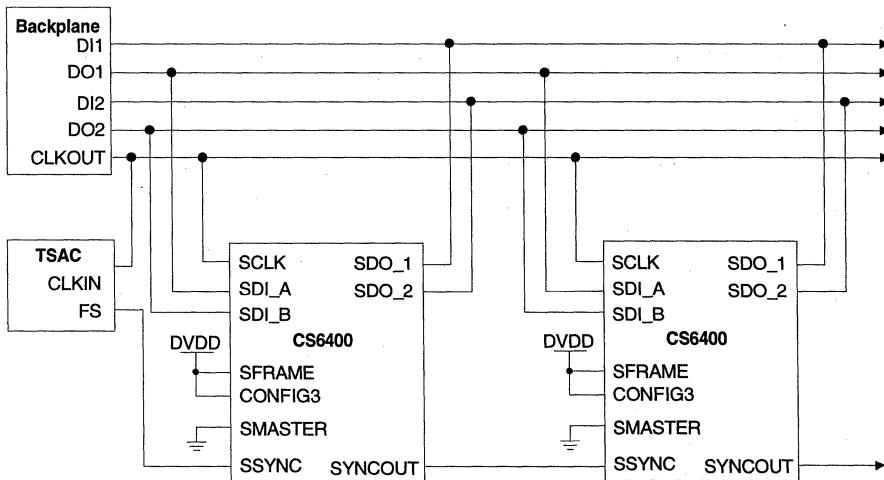 Backplane
DI1
DO1
DI2
DO2
CLKOUT
TSAC
CLKIN
FS
SCLK
SDI_A
SDI_B
SDO_1
SDO_2
CS6400
DVDD
SFRAME
CONFIG3
SMASTER
SSYNC
SYNCOUT
SCLK
SDI_A
SDI_B
SDO_1
SDO_2
CS6400
DVDD
SFRAME
CONFIG3
SMASTER
SSYNC
SYNCOUT